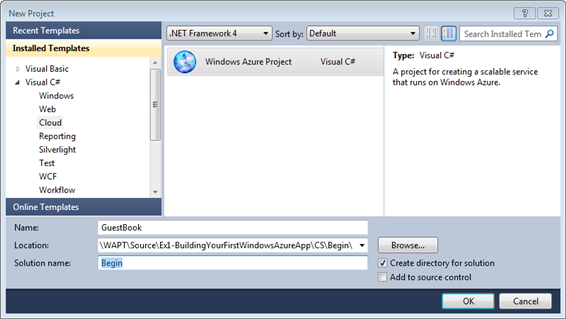 New Project
Recent Templates
.NET Framework 4 Sort by: Default Search Installed Tem
Installed Templates
Visual Basic
Visual C#
Windows
Web
Cloud
Reporting
Silverlight
Test
WCF
Workflow
Online Templates
Windows Azure Project Visual C#
Type: Visual C#
A project for creating a scalable service
that runs on Windows Azure.
Name: GuestBook
Location: \WAPT\Source\Ex1-BuildingYourFirstWindowsAzureApp\CS\Begin\ Browse...
Solution name: Begin
Create directory for solution
Add to source control
OK Cancel